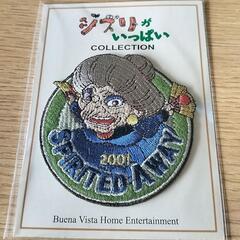 ジブリが
いっぱい
COLLECTION
2001
SPIRITED AWAY
Buena Vista Home Entertainment